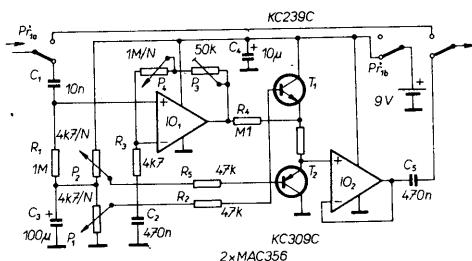 KC239C
Př1a
C1
10n
1M/N
P4
50k
P3
C4
+
10μ
T1
Př1b
+
9V
IO1
R4
M1
R1
1M
4k7/N
P2
R3
4k7
4k7/N
R5
47k
R2
47k
T2
IO2
C5
470n
C3
+
100μ
P1
C2
470n
KC309C
2×MAC356